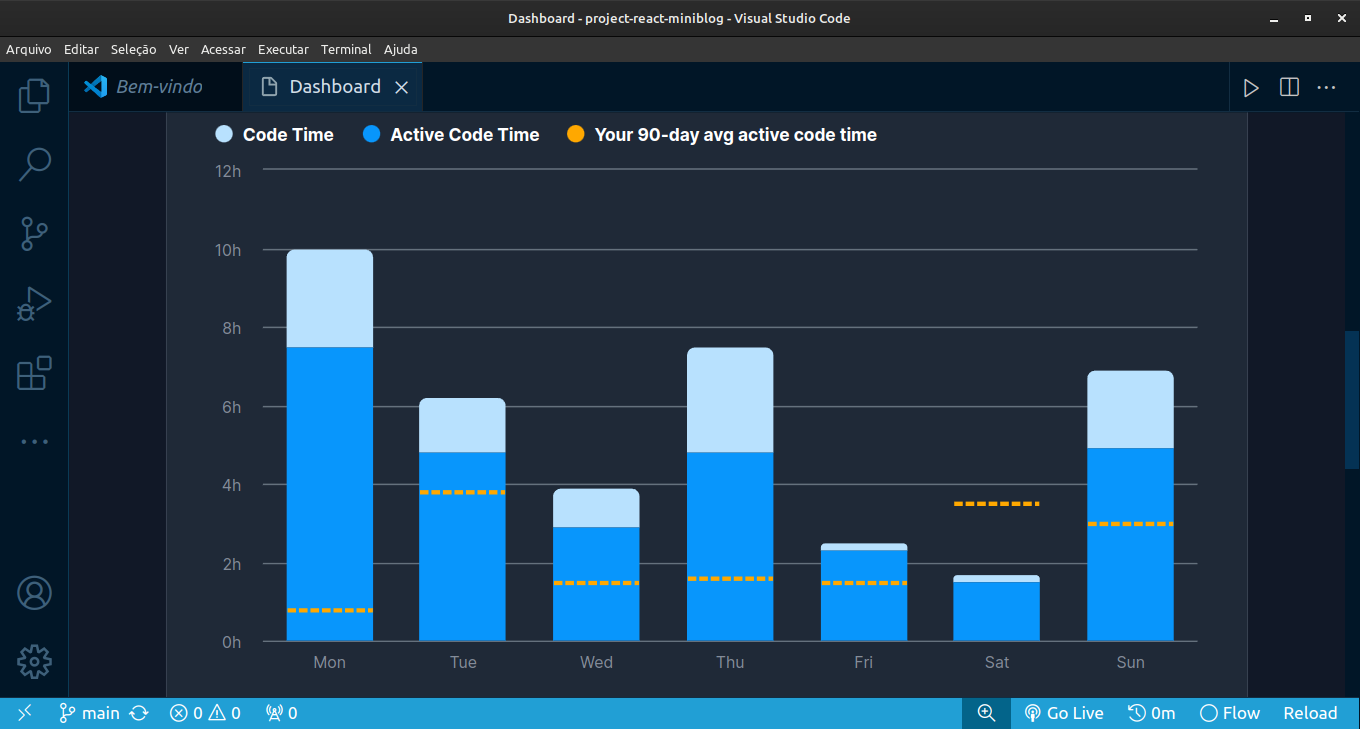 Dashboard - project-react-miniblog - Visual Studio Code
Arquivo Editar Seleção Ver Acessar Executar Terminal Ajuda
Bem-vindo Dashboard
Code Time Active Code Time Your 90-day avg active code time
12h
10h
8h
6h
4h
2h
0h
Mon Tue Wed Thu Fri Sat Sun
main 0 0 0 Go Live 0m Flow Reload